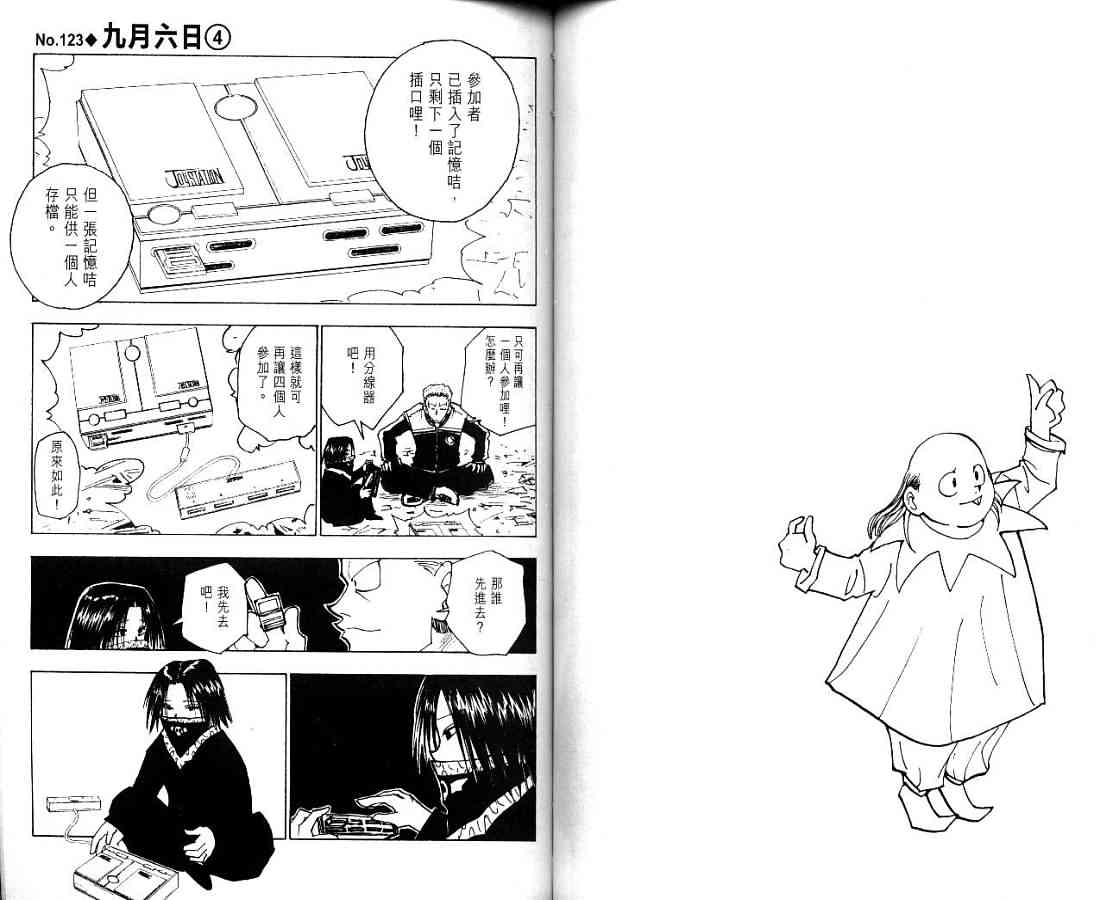 No.123◆九月六日④
參加者
已插入了記憶咭，
只剩下一個
插口哩！
JOYSTATION
JOY
但一張記憶咭
只能供一個人
存檔。
只可再讓
一個人參加哩！
怎麼辦？
用分線器
吧！
這樣就可
再讓四個人
參加了。
原來如此！
那誰
先進去？
我先去
吧！